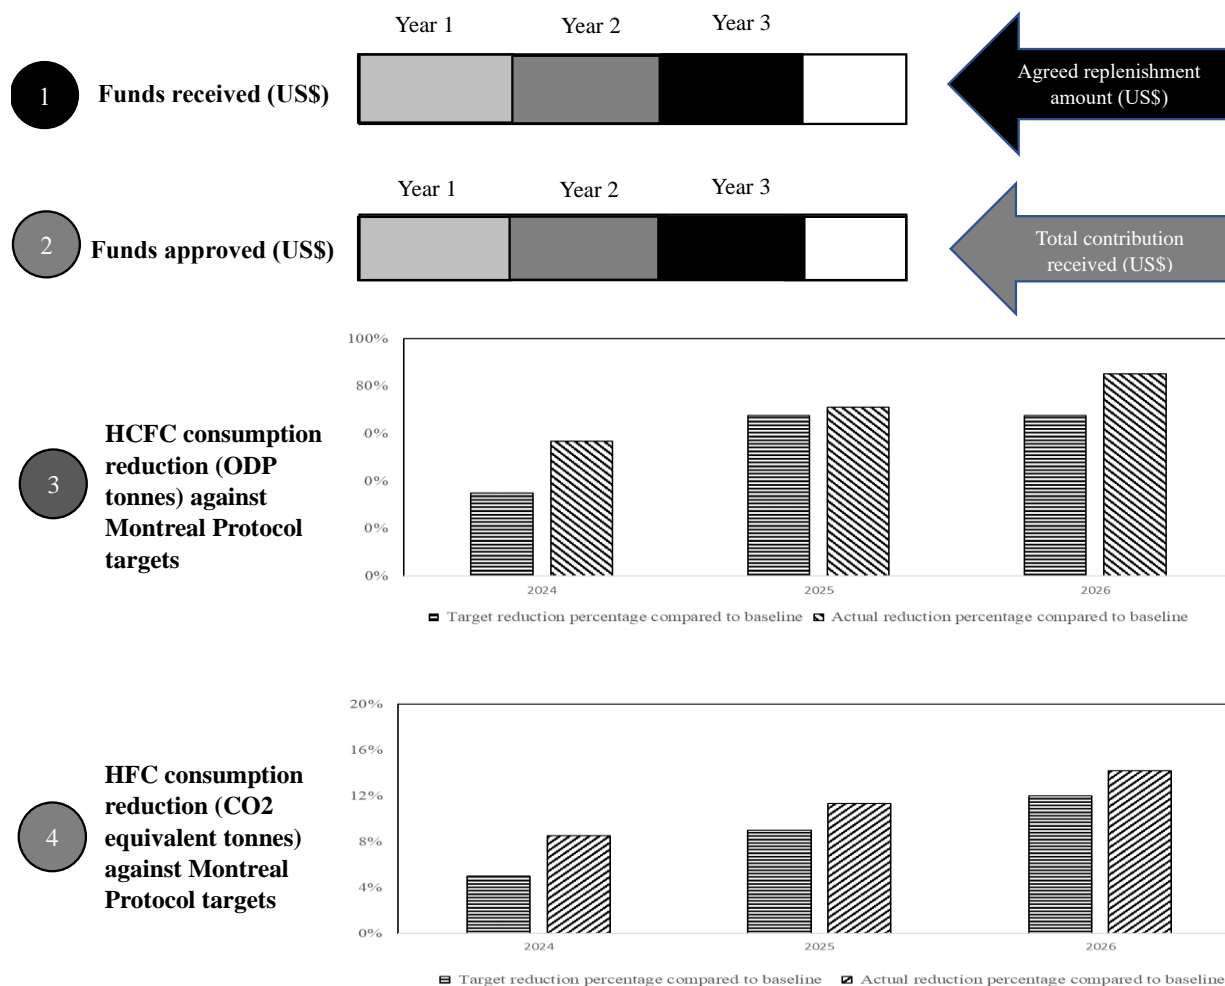 Year 1
Year 2
Year 3
1
Funds received (US$)
Agreed replenishment
amount (US$)
Year 1
Year 2
Year 3
2
Funds approved (US$)
Total contribution
received (US$)
3
HCFC consumption
reduction (ODP
tonnes) against
Montreal Protocol
targets
100%
80%
0%
0%
0%
0%
2024
2025
2026
Target reduction percentage compared to baseline
Actual reduction percentage compared to baseline
4
HFC consumption
reduction (CO2
equivalent tonnes)
against Montreal
Protocol targets
20%
16%
12%
8%
4%
0%
2024
2025
2026
Target reduction percentage compared to baseline
Actual reduction percentage compared to baseline